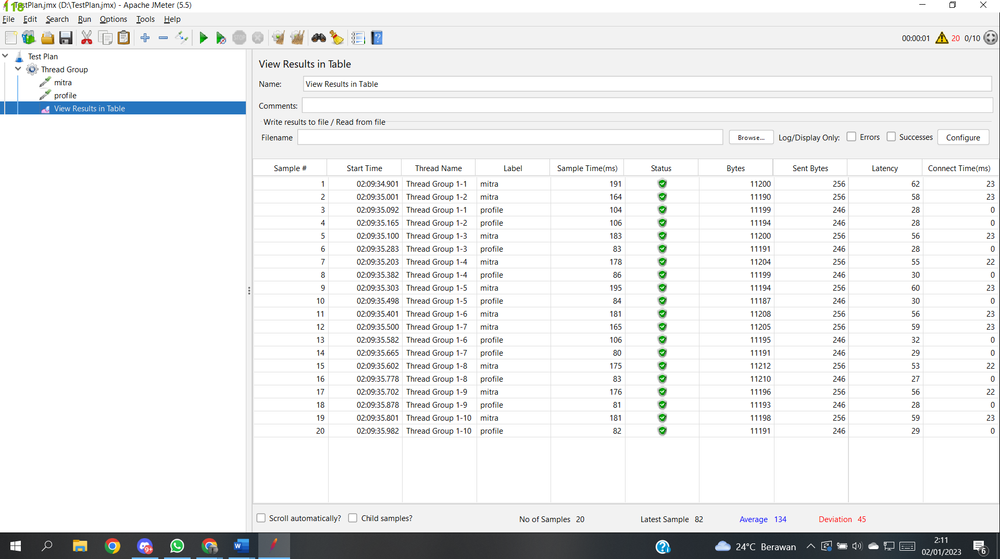 118
TestPlan.jmx (D:\TestPlan.jmx) - Apache JMeter (5.5)
File Edit Search Run Options Tools Help
STOP
00:00:01 20 0/10
Test Plan
Thread Group
mitra
profile
View Results in Table
View Results in Table
Name: View Results in Table
Comments:
Write results to file / Read from file
Filename Browse... Log/Display Only: Errors Successes Configure
Sample # Start Time Thread Name Label Sample Time(ms) Status Bytes Sent Bytes Latency Connect Time(ms)
1 02:09:34.901 Thread Group 1-1 mitra 191 11200 256 62 23
2 02:09:35.001 Thread Group 1-2 mitra 164 11190 256 58 23
3 02:09:35.092 Thread Group 1-1 profile 104 11199 246 28 0
4 02:09:35.165 Thread Group 1-2 profile 106 11194 246 28 0
5 02:09:35.100 Thread Group 1-3 mitra 183 11200 256 56 23
6 02:09:35.283 Thread Group 1-3 profile 83 11191 246 28 0
7 02:09:35.203 Thread Group 1-4 mitra 178 11204 256 55 22
8 02:09:35.382 Thread Group 1-4 profile 86 11199 246 30 0
9 02:09:35.303 Thread Group 1-5 mitra 195 11194 256 60 23
10 02:09:35.498 Thread Group 1-5 profile 84 11187 246 30 0
11 02:09:35.401 Thread Group 1-6 mitra 181 11208 256 56 23
12 02:09:35.500 Thread Group 1-7 mitra 165 11205 256 59 23
13 02:09:35.582 Thread Group 1-6 profile 106 11195 246 32 0
14 02:09:35.665 Thread Group 1-7 profile 80 11191 246 29 0
15 02:09:35.602 Thread Group 1-8 mitra 175 11212 256 53 22
16 02:09:35.778 Thread Group 1-8 profile 83 11210 246 27 0
17 02:09:35.702 Thread Group 1-9 mitra 176 11196 256 56 22
18 02:09:35.878 Thread Group 1-9 profile 81 11193 246 28 0
19 02:09:35.801 Thread Group 1-10 mitra 181 11198 256 59 23
20 02:09:35.982 Thread Group 1-10 profile 82 11191 246 29 0
Scroll automatically? Child samples? No of Samples 20 Latest Sample 82 Average 134 Deviation 45
9+
24°C Berawan
2:11
02/01/2023
6